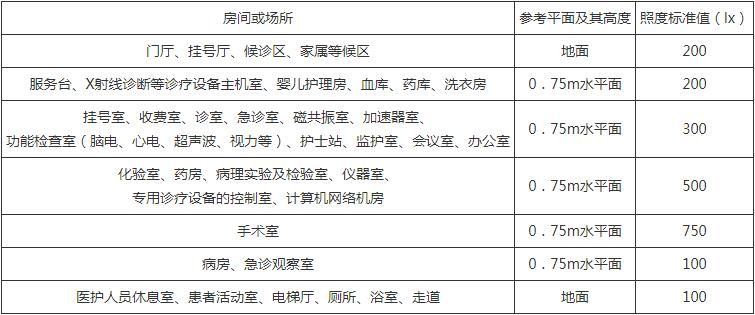 房间或场所 参考平面及其高度 照度标准值（lx）
门厅、挂号厅、候诊区、家属等候区 地面 200
服务台、X射线诊断等诊疗设备主机室、婴儿护理房、血库、药库、洗衣房 0．75m水平面 200
挂号室、收费室、诊室、急诊室、磁共振室、加速器室、
功能检查室（脑电、心电、超声波、视力等）、护士站、监护室、会议室、办公室 0．75m水平面 300
化验室、药房、病理实验及检验室、仪器室、
专用诊疗设备的控制室、计算机网络机房 0．75m水平面 500
手术室 0．75m水平面 750
病房、急诊观察室 0．75m水平面 100
医护人员休息室、患者活动室、电梯厅、厕所、浴室、走道 地面 100